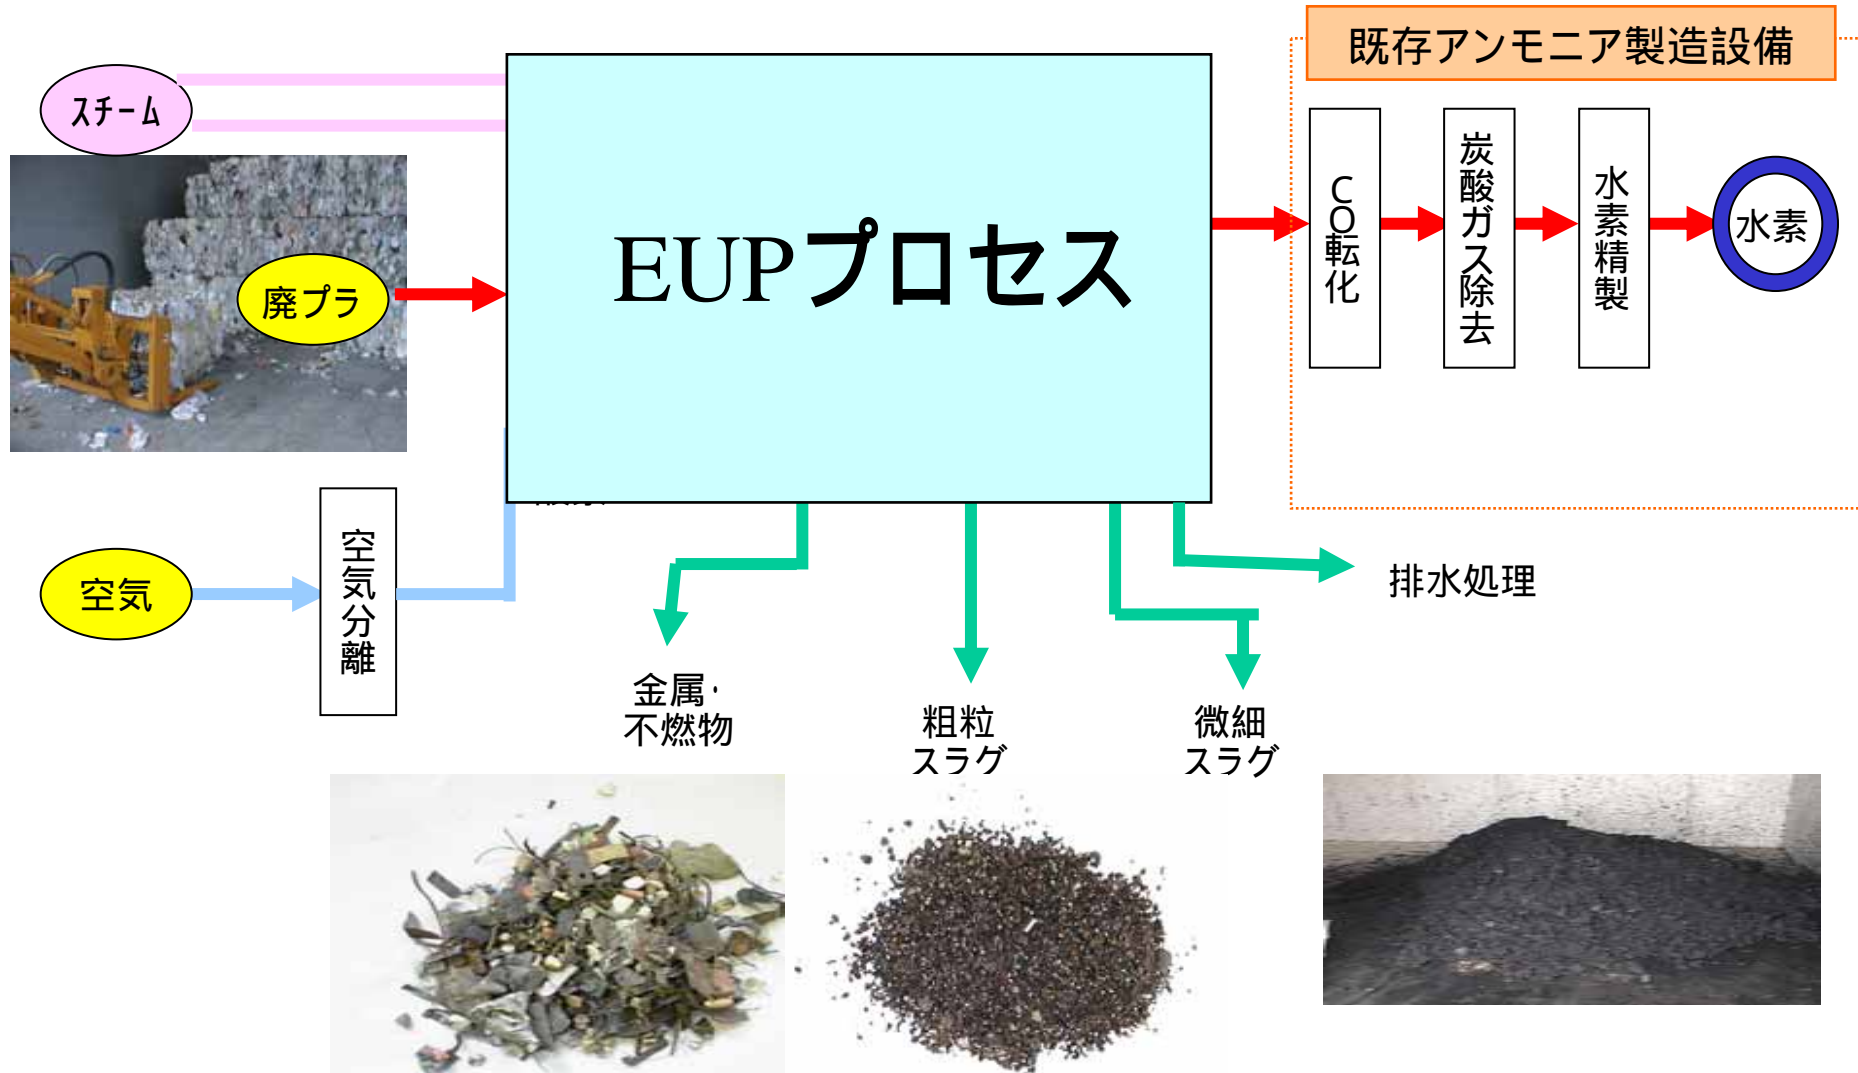 既存アンモニア製造設備
スチーム
EUPプロセス
廃プラ
CO転化
炭酸ガス除去
水素精製
水素
空気
空気分離
排水処理
金属・
不燃物
粗粒
スラグ
微細
スラグ